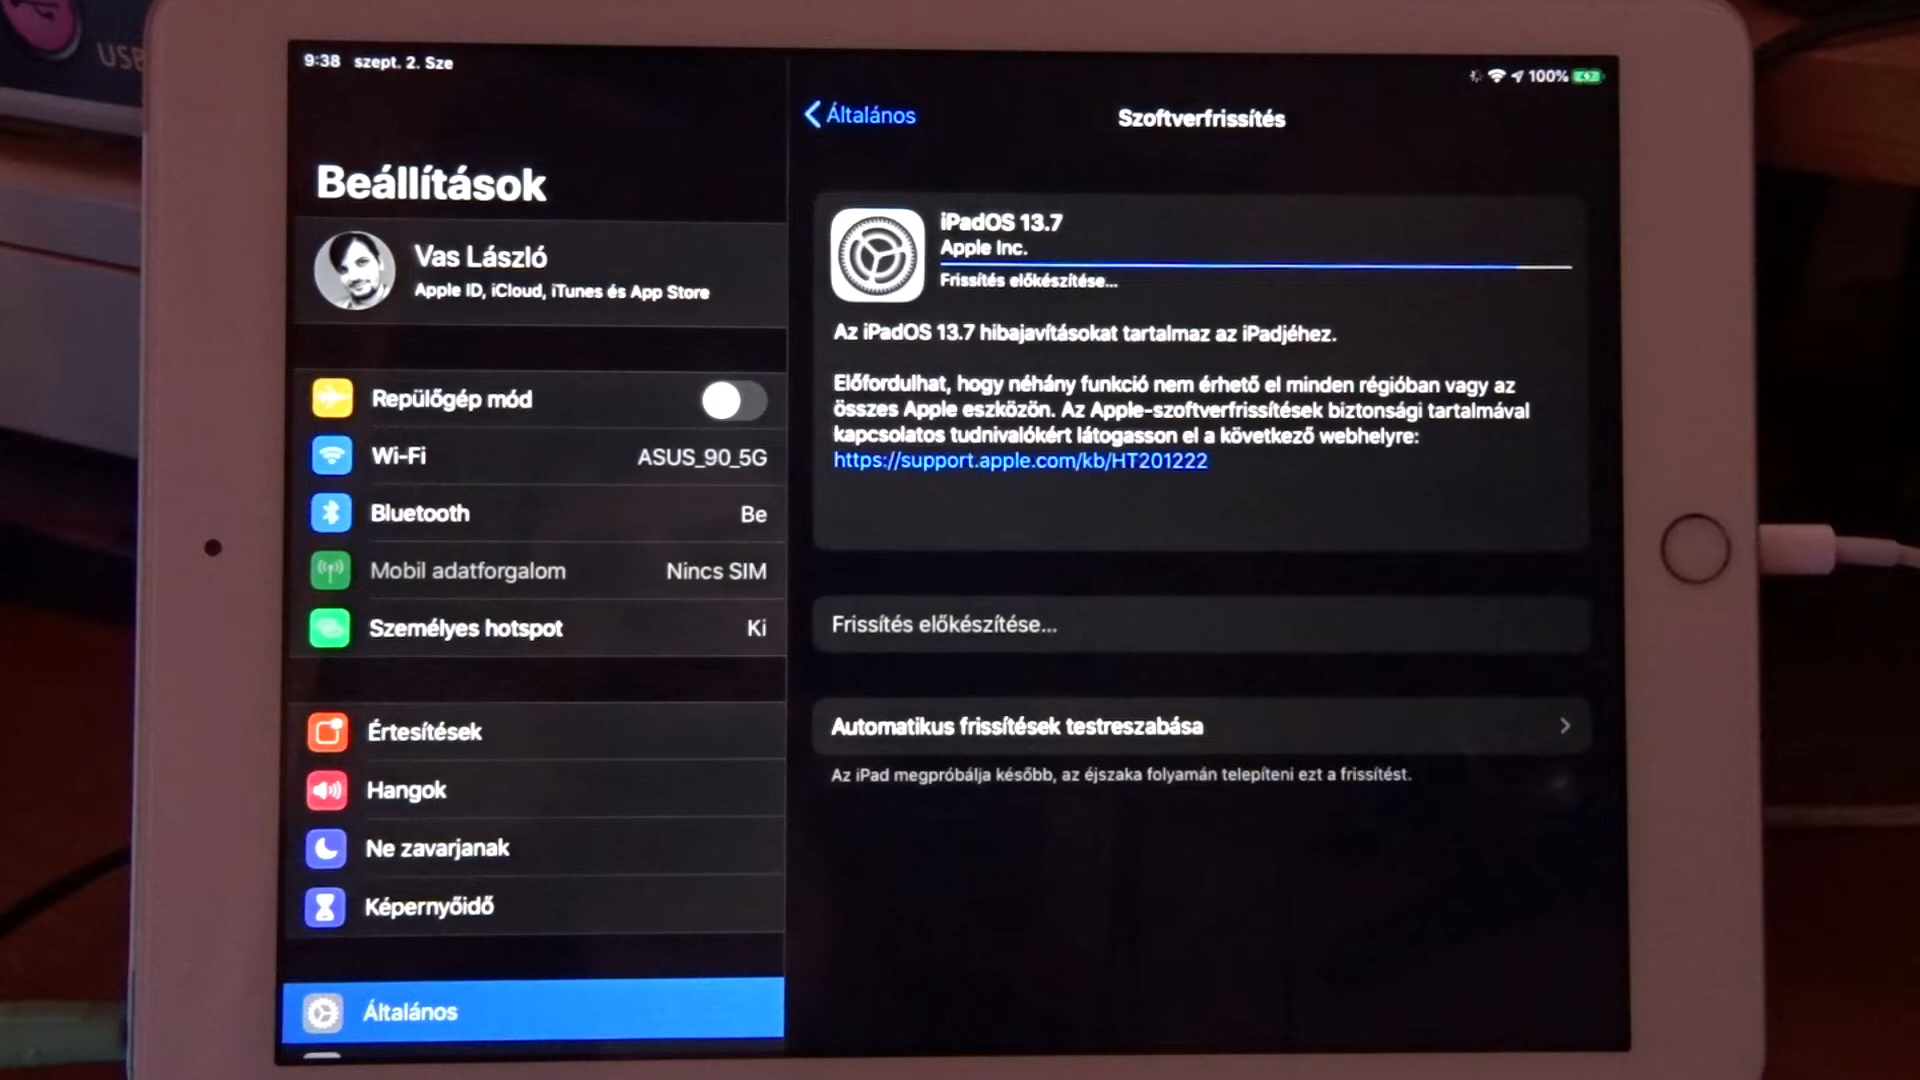 USB
9:38 szept. 2. Sze
100%
Beállítások
Vas László
Apple ID, iCloud, iTunes és App Store
Repülőgép mód
Wi-Fi ASUS_90_5G
Bluetooth Be
Mobil adatforgalom Nincs SIM
Személyes hotspot Ki
Értesítések
Hangok
Ne zavarjanak
Képernyőidő
Általános
Általános
Szoftverfrissítés
iPadOS 13.7
Apple Inc.
Frissítés előkészítése...
Az iPadOS 13.7 hibajavításokat tartalmaz az iPadjéhez.
Előfordulhat, hogy néhány funkció nem érhető el minden régióban vagy az
összes Apple eszközön. Az Apple-szoftverfrissítések biztonsági tartalmával
kapcsolatos tudnivalókért látogasson el a következő webhelyre:
https://support.apple.com/kb/HT201222
Frissítés előkészítése...
Automatikus frissítések testreszabása
Az iPad megpróbálja később, az éjszaka folyamán telepíteni ezt a frissítést.